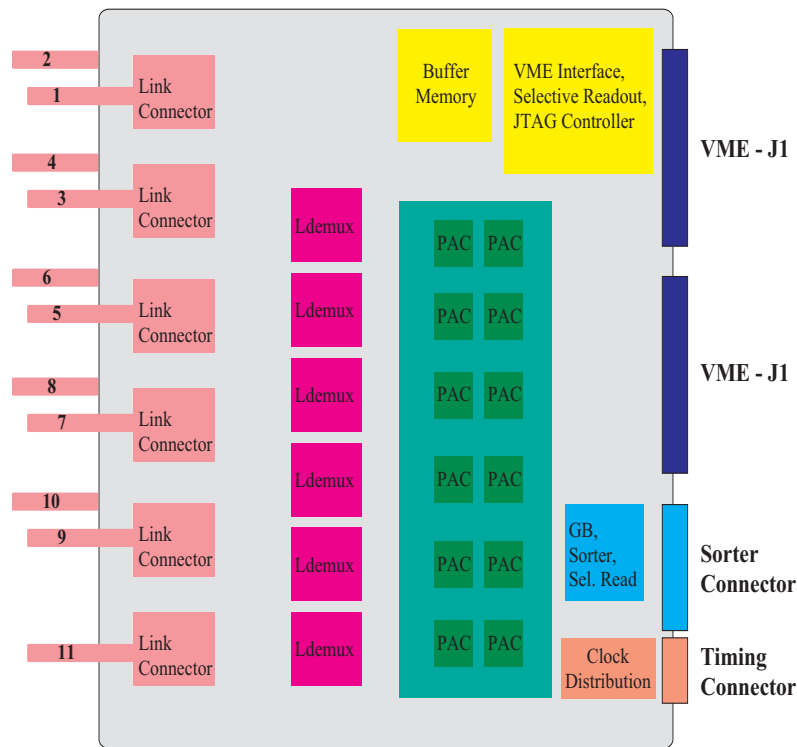 2
1
Link
Connector
4
3
Link
Connector
6
5
Link
Connector
8
7
Link
Connector
10
9
Link
Connector
11
Link
Connector
Ldemux
Ldemux
Ldemux
Ldemux
Ldemux
Ldemux
Buffer
Memory
VME Interface,
Selective Readout,
JTAG Controller
PAC PAC
PAC PAC
PAC PAC
PAC PAC
PAC PAC
PAC PAC
GB,
Sorter,
Sel. Read
Clock
Distribution
VME - J1
VME - J1
Sorter
Connector
Timing
Connector